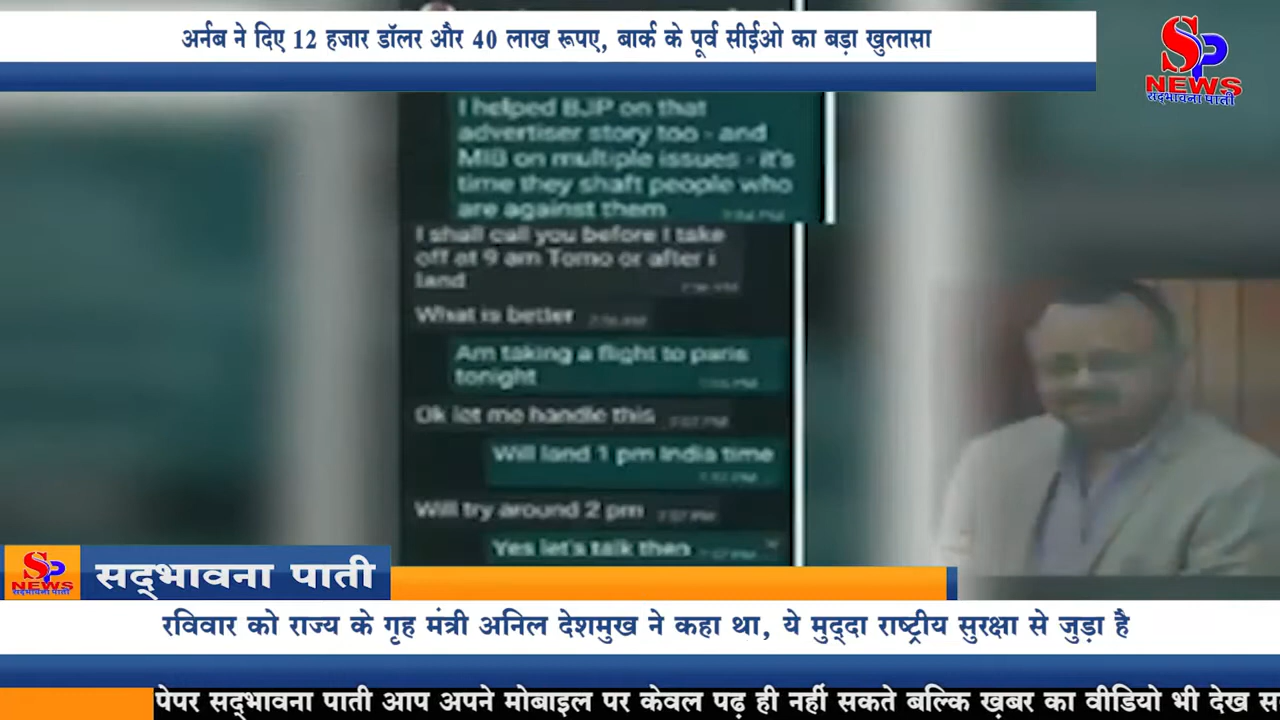 अर्नब ने दिए 12 हजार डॉलर और 40 लाख रूपए, बार्क के पूर्व सीईओ का बड़ा खुलासा
SP
NEWS
सद्भावना पाती
I helped BJP on that
advertiser story too - and
MIB on multiple issues - it's
time they shaft people who
are against them
I shall call you before I take
off at 9 am Tomo or after i
land
What is better
Am taking a flight to paris
tonight
Ok let me handle this
Will land 1 pm India time
Will try around 2 pm
Yes let's talk then
SP
NEWS
सद्भावना पाती
सद्भावना पाती
रविवार को राज्य के गृह मंत्री अनिल देशमुख ने कहा था, ये मुद्दा राष्ट्रीय सुरक्षा से जुड़ा है
पेपर सद्भावना पाती आप अपने मोबाइल पर केवल पढ़ ही नहीं सकते बल्कि ख़बर का वीडियो भी देख स